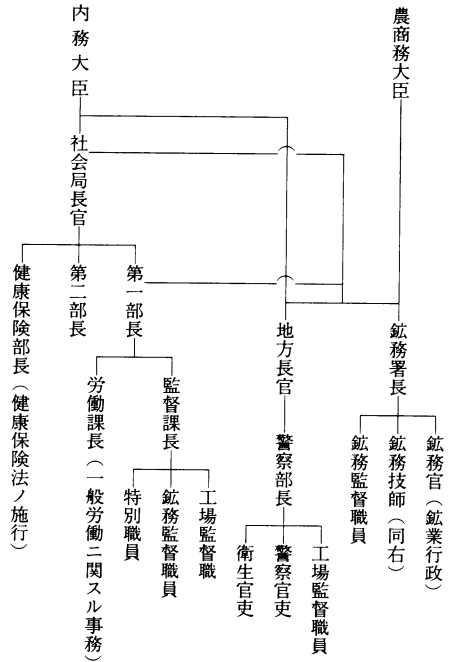 農商務大臣
鉱務署長
鉱務官（鉱業行政）
鉱務技師（同右）
鉱務監督職員
内務大臣
地方長官
警察部長
工場監督職員
警察官吏
衛生官吏
社会局長官
第一部長
監督課長
工場監督職
鉱務監督職員
特別職員
労働課長（一般労働ニ関スル事務）
第二部長
健康保険部長（健康保険法ノ施行）